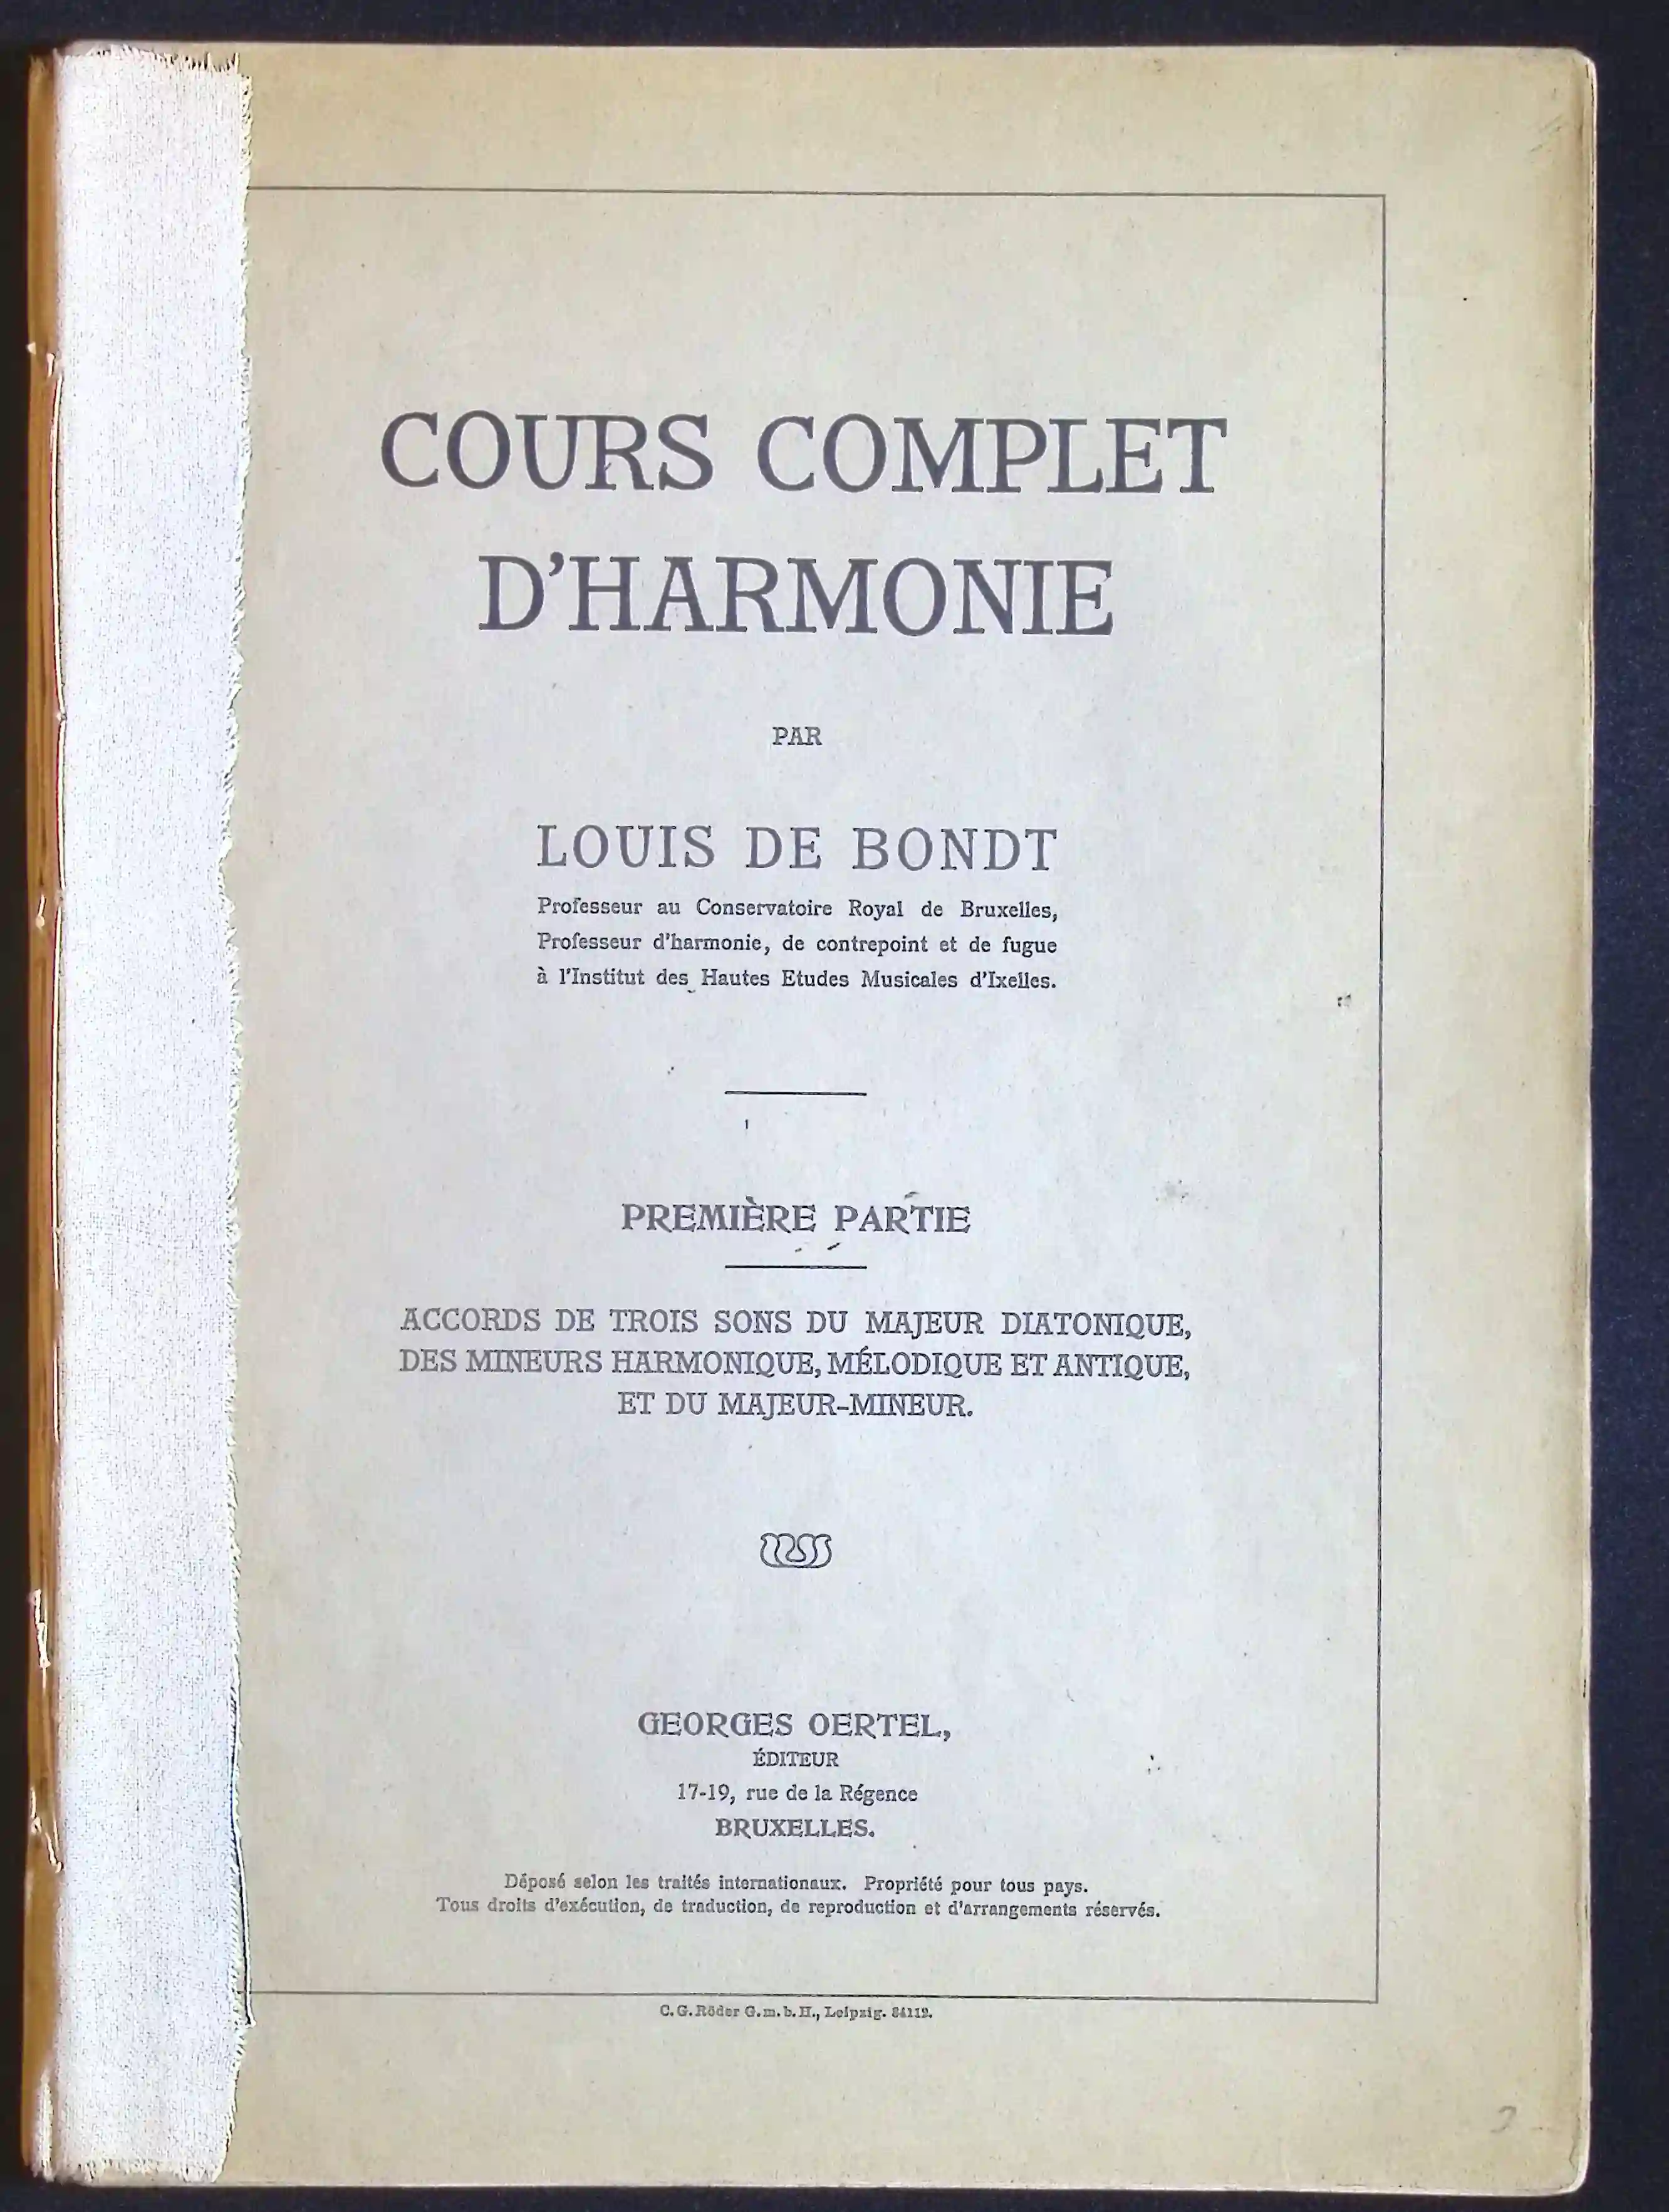 COURS COMPLET
D'HARMONIE
PAR
LOUIS DE BONDT
Professeur au Conservatoire Royal de Bruxelles,
Professeur d'harmonie, de contrepoint et de fugue
à l'Institut des Hautes Etudes Musicales d'Ixelles.
PREMIÈRE PARTIE
ACCORDS DE TROIS SONS DU MAJEUR DIATONIQUE,
DES MINEURS HARMONIQUE, MÉLODIQUE ET ANTIQUE,
ET DU MAJEUR-MINEUR.
GEORGES OERTEL,
ÉDITEUR
17-19, rue de la Régence
BRUXELLES.
Déposé selon les traités internationaux. Propriété pour tous pays.
Tous droits d'exécution, de traduction, de reproduction et d'arrangements réservés.
C. G. Röder G. m. b. H., Leipzig.